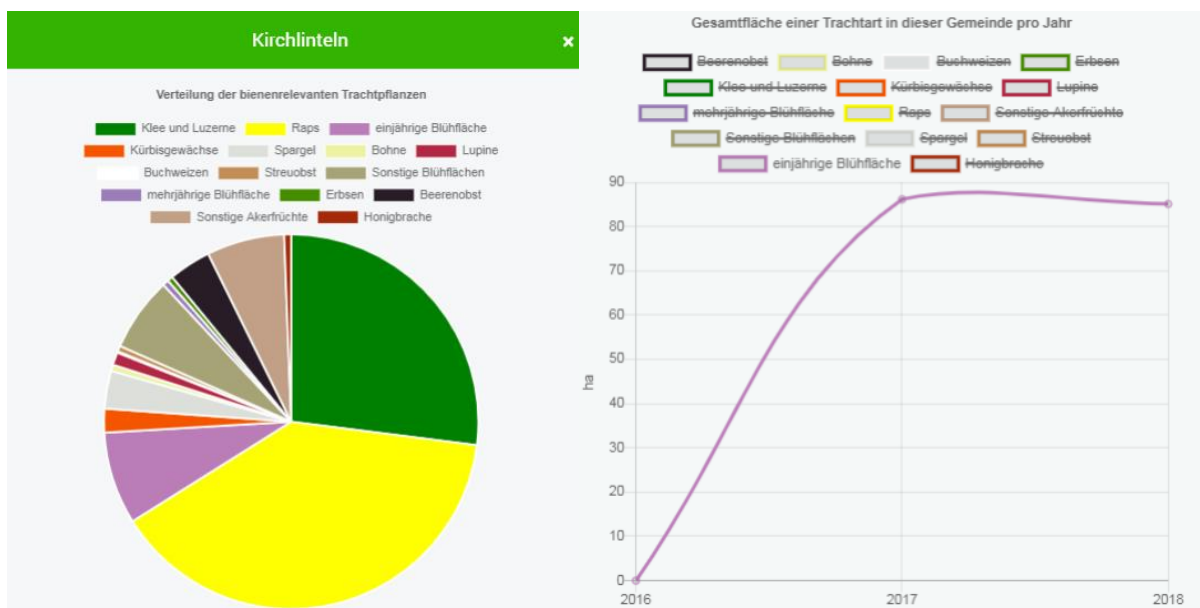 Kirchlinteln ×
Verteilung der bienenrelevanten Trachtpflanzen
Klee und Luzerne Raps einjährige Blühfläche
Kürbisgewächse Spargel Bohne Lupine
Buchweizen Streuobst Sonstige Blühflächen
mehrjährige Blühfläche Erbsen Beerenobst
Sonstige Akerfrüchte Honigbrache
Gesamtfläche einer Trachtart in dieser Gemeinde pro Jahr
Beerenobst Bohne Buchweizen Erbsen
Klee und Luzerne Kürbisgewächse Lupine
mehrjährige Blühfläche Raps Sonstige Akerfrüchte
Sonstige Blühflächen Spargel Streuobst
einjährige Blühfläche Honigbrache
90
80
70
60
50
40
30
20
10
0
ha
2016 2017 2018